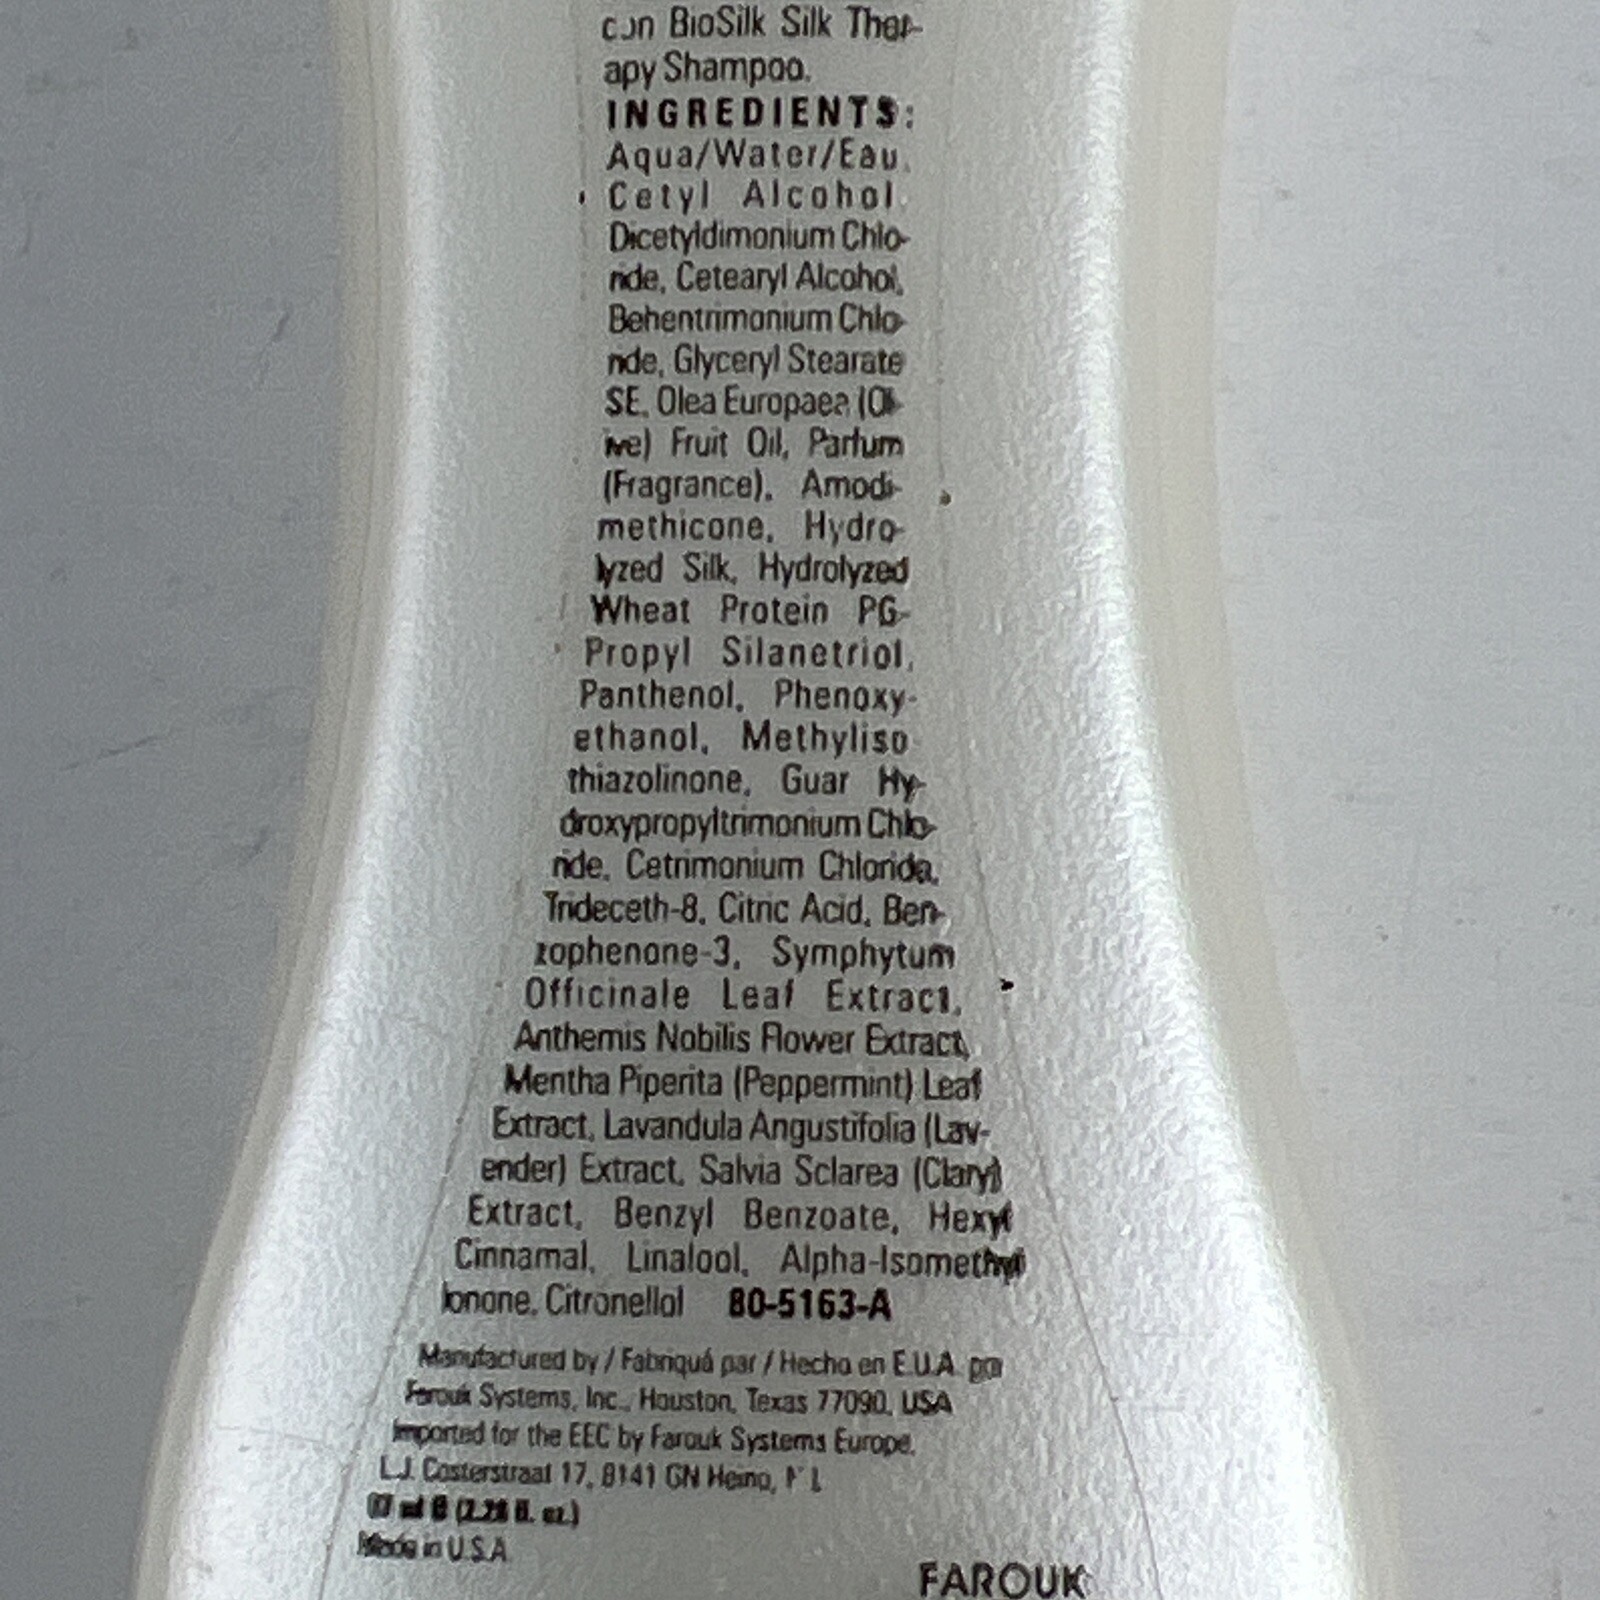 con BioSilk Silk Ther-
apy Shampoo.
INGREDIENTS:
Aqua/Water/Eau,
Cetyl Alcohol,
Dicetyldimonium Chlo-
ride, Cetearyl Alcohol,
Behentrimonium Chlo-
ride, Glyceryl Stearate
SE, Olea Europaea (Ol-
ive) Fruit Oil, Parfum
(Fragrance), Amodi-
methicone, Hydro-
lyzed Silk, Hydrolyzed
Wheat Protein PG-
Propyl Silanetriol,
Panthenol, Phenoxy-
ethanol, Methyliso
thiazolinone, Guar Hy-
droxypropyltrimonium Chlo-
ride, Cetrimonium Chloride,
Trideceth-8, Citric Acid, Ben-
zophenone-3, Symphytum
Officinale Leaf Extract,
Anthemis Nobilis Flower Extract,
Mentha Piperita (Peppermint) Leaf
Extract, Lavandula Angustifolia (Lav-
ender) Extract, Salvia Sclarea (Clary)
Extract, Benzyl Benzoate, Hexyl
Cinnamal, Linalool, Alpha-Isomethyl
Ionone, Citronellol 80-5163-A
Manufactured by / Fabriqué par / Hecho en E.U.A. por
Farouk Systems, Inc., Houston, Texas 77090, USA
Imported for the EEC by Farouk Systems Europe,
L.J. Costerstraat 17, 8141 GN Heino,
(2.26 fl. oz.)
Made in U.S.A
FAROUK